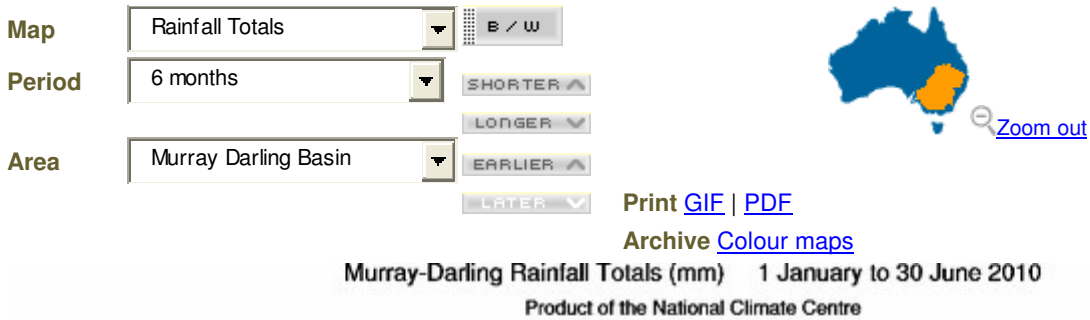 Map Rainfall Totals B / W
Period 6 months SHORTER
LONGER
Zoom out
Area Murray Darling Basin EARLIER
LATER
Print GIF | PDF
Archive Colour maps
Murray-Darling Rainfall Totals (mm) 1 January to 30 June 2010
Product of the National Climate Centre